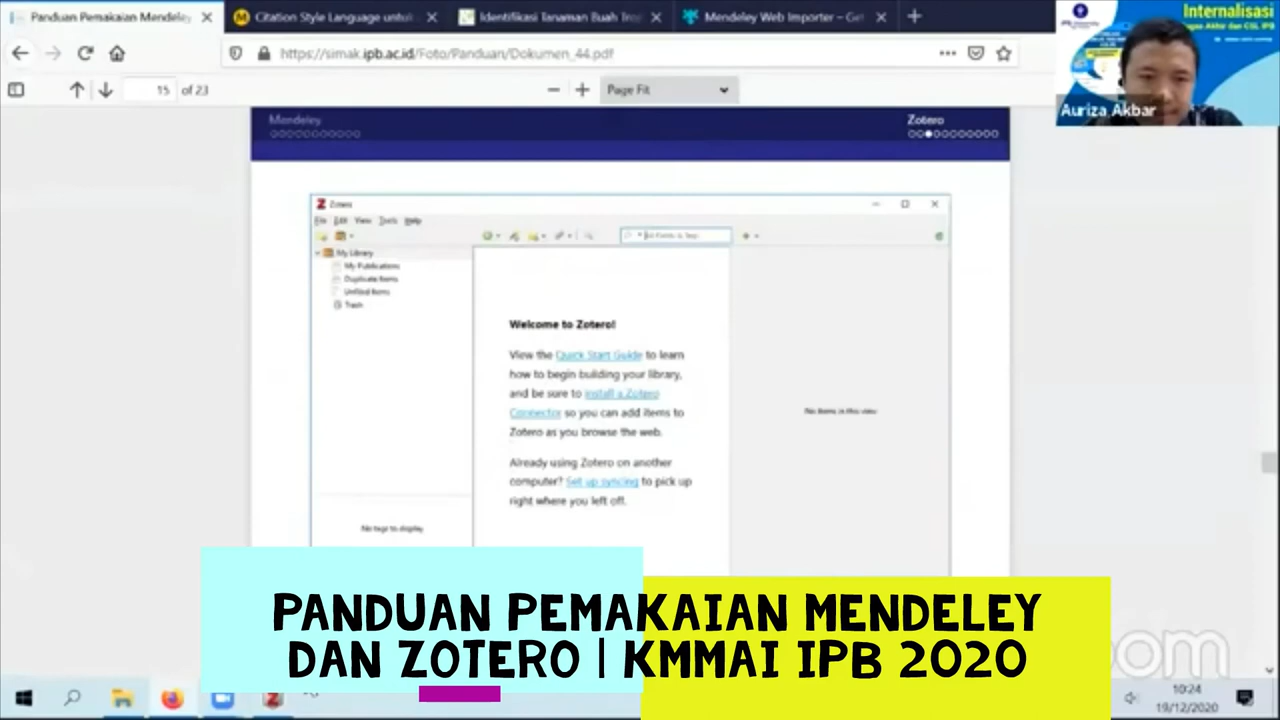 Panduan Pemakaian Mendeley
Citation Style Language untuk
Identifikasi Tanaman Buah Tro
Mendeley Web Importer – Get
https://simak.ipb.ac.id/Foto/Panduan/Dokumen_44.pdf
15 of 23
Page Fit
Internalisasi
Akhir dan CSL IPB
Auriza Akbar
Mendeley
Zotero
Zotero
File Edit View Tools Help
My Library
My Publications
Duplicate Items
Unfiled Items
Trash
Welcome to Zotero!
View the Quick Start Guide to learn
how to begin building your library,
and be sure to install a Zotero
Connector so you can add items to
Zotero as you browse the web.
Already using Zotero on another
computer? Set up syncing to pick up
right where you left off.
No items in this view
No tags to display
PANDUAN PEMAKAIAN MENDELEY
DAN ZOTERO | KMMAI IPB 2020
oom
10:24
19/12/2020